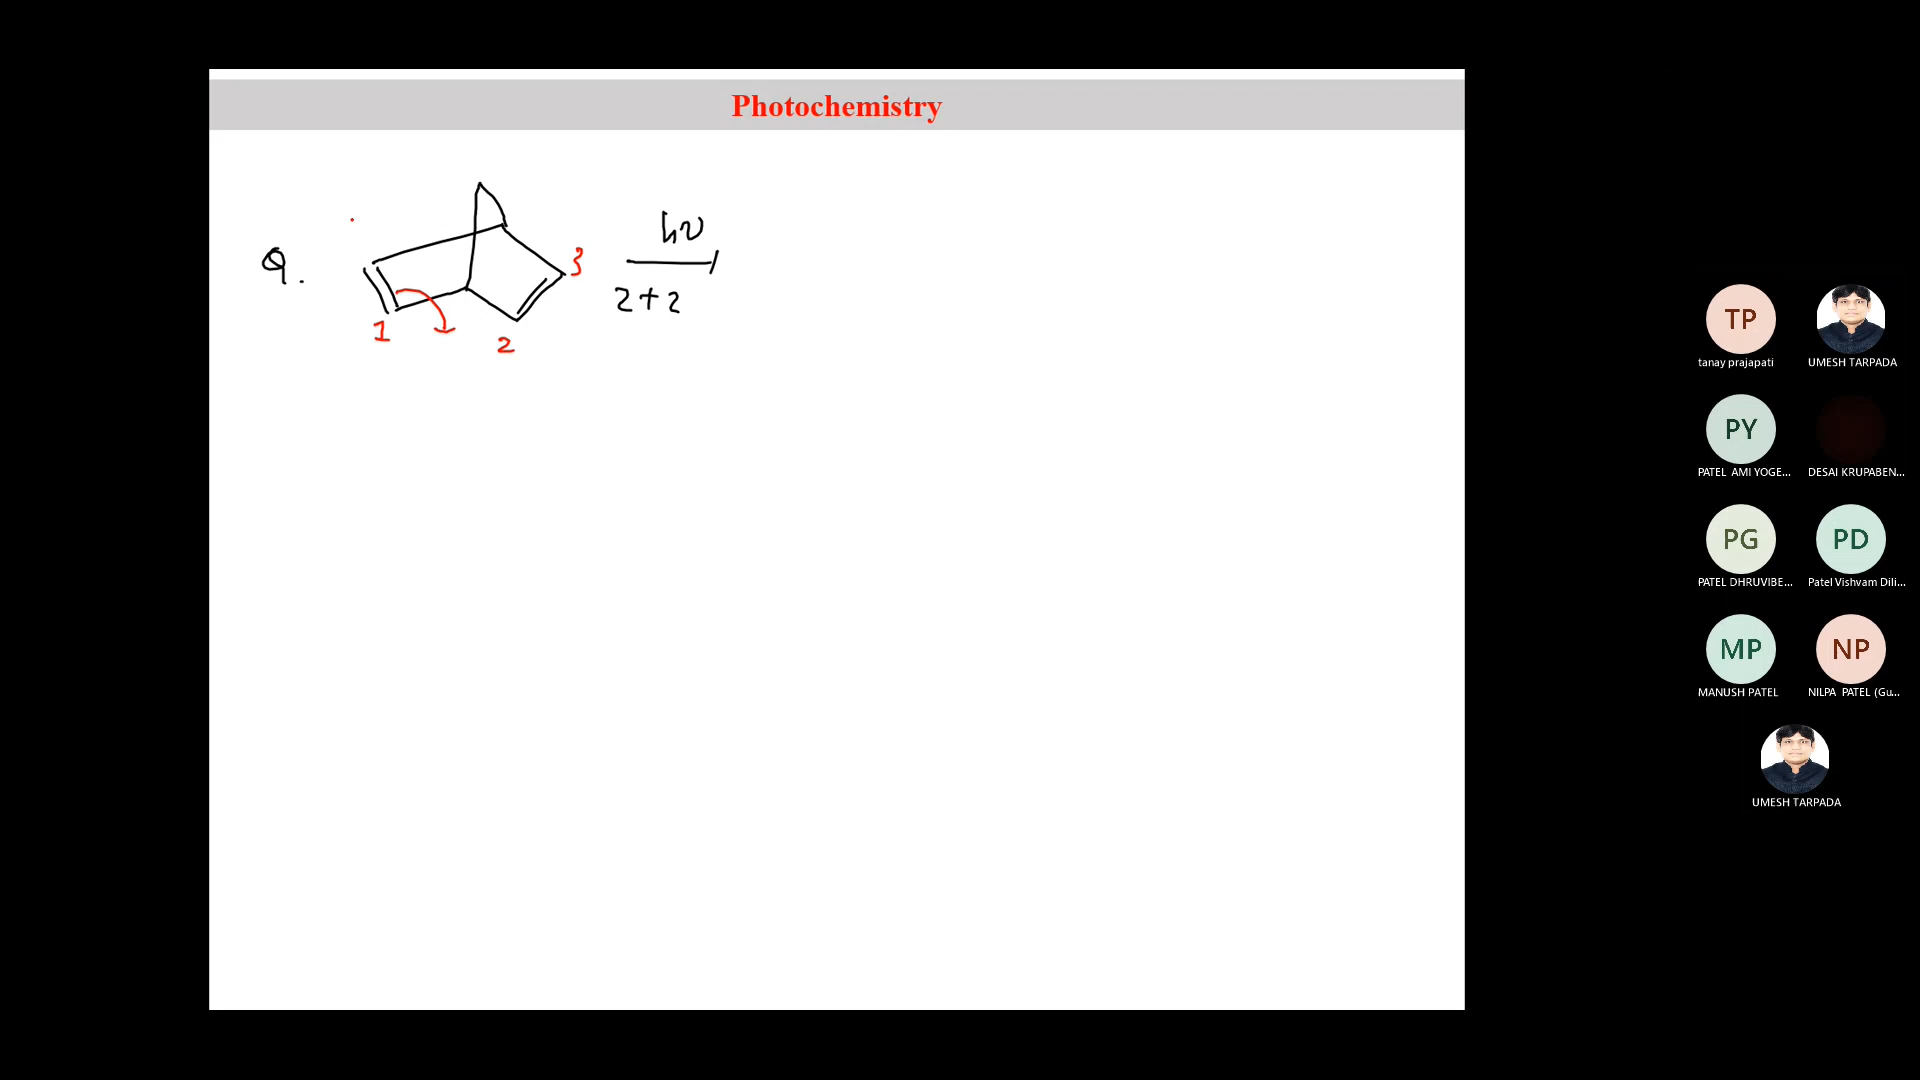 Photochemistry
Q.
hν
2+2
1
2
3
TP
tanay prajapati
UMESH TARPADA
PY
PATEL AMI YOGE...
DESAI KRUPABEN...
PG
PATEL DHRUVIBE...
PD
Patel Vishvam Dili...
MP
MANUSH PATEL
NP
NILPA PATEL (Gu...
UMESH TARPADA